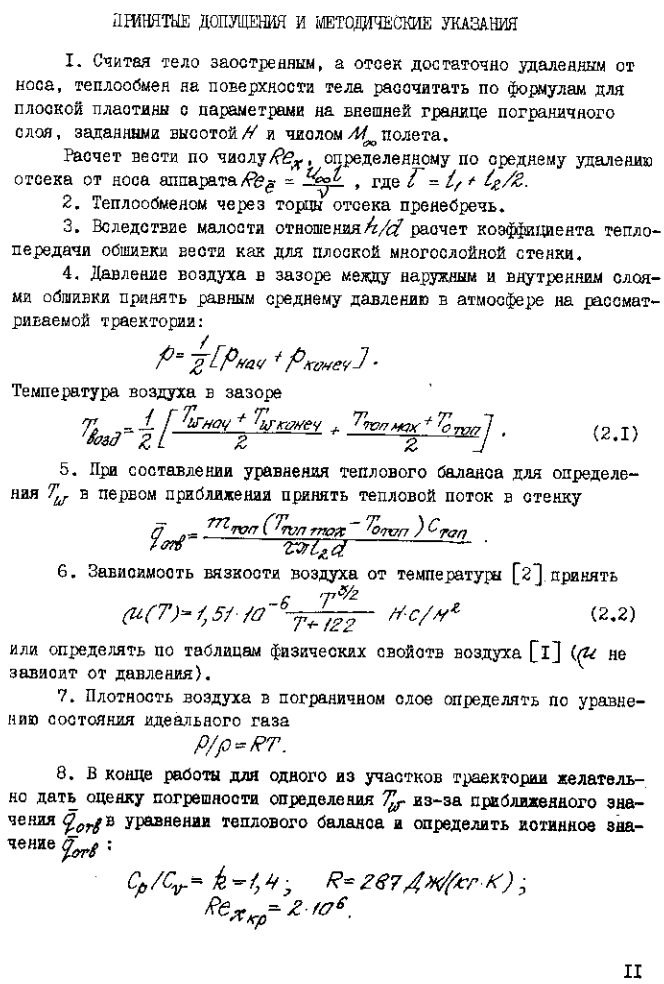 ПРИНЯТЫЕ ДОПУЩЕНИЯ И МЕТОДИЧЕСКИЕ УКАЗАНИЯ
I. Считая тело заостренным, а отсек достаточно удаленным от
носа, теплообмен на поверхности тела рассчитать по формулам для
плоской пластины с параметрами на внешней границе пограничного
слоя, заданными высотой H и числом M∞ полета.
Расчет вести по числу Re_x, определенному по среднему удалению
отсека от носа аппарата Re_l̄ = u∞l̄/ν, где l̄ = l₁ + l₂/2.
2. Теплообменом через торцы отсека пренебречь.
3. Вследствие малости отношения h/d расчет коэффициента тепло-
передачи обшивки вести как для плоской многослойной стенки.
4. Давление воздуха в зазоре между наружным и внутренним слоя-
ми обшивки принять равным среднему давлению в атмосфере на рассмат-
риваемой траектории:
p = 1/2 [p_нач + p_конеч].
Температура воздуха в зазоре
T_возд = 1/2 [(T_w нач + T_w конеч)/2 + (T_топ max + T_о топ)/2]. (2.I)
5. При составлении уравнения теплового баланса для определе-
ния T_w в первом приближении принять тепловой поток в стенку
q̄_отв = m_топ (T_топ max − T_отоп) C_топ / (τπl₂d).
6. Зависимость вязкости воздуха от температуры [2] принять
μ(T) = 1,51·10⁻⁶ T^(3/2)/(T+122) Н·с/м² (2.2)
или определять по таблицам физических свойств воздуха [I] (μ не
зависит от давления).
7. Плотность воздуха в пограничном слое определять по уравне-
нию состояния идеального газа
p/ρ = RT.
8. В конце работы для одного из участков траектории желатель-
но дать оценку погрешности определения T_w из-за приближенного зна-
чения q̄_отв в уравнении теплового баланса и определить истинное зна-
чение q̄_отв:
C_p/C_v = k = 1,4; R = 287 Дж/(кг·К);
Re_x кр = 2·10⁶.
II